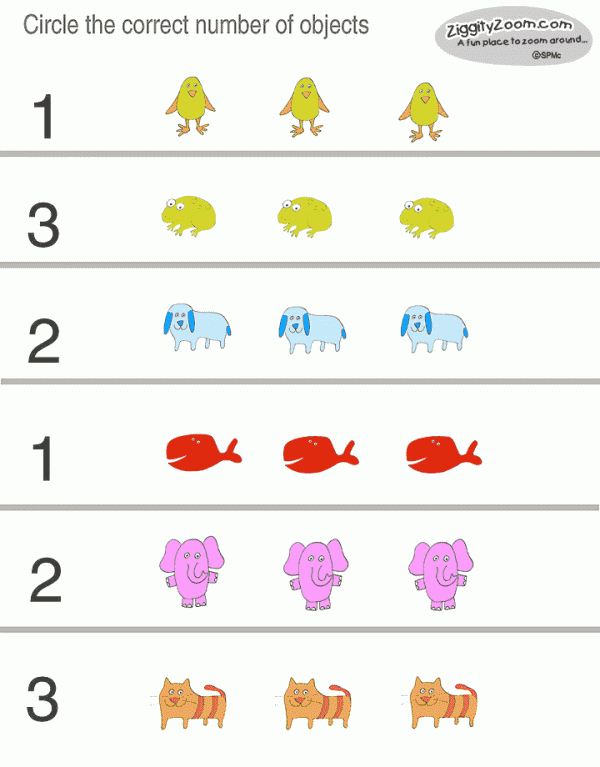 Circle the correct number of objects
ZiggityZoom.com
A fun place to zoom around...
©SPMc
1
3
2
1
2
3